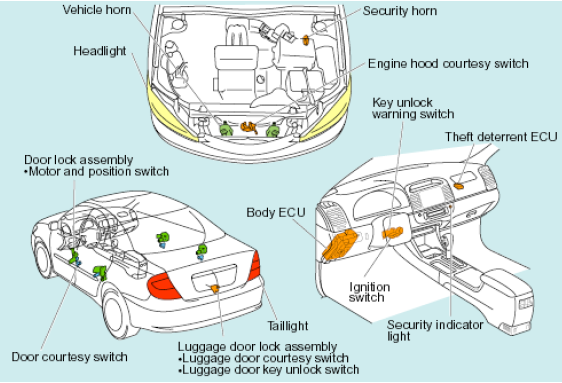 Vehicle horn
Security horn
Headlight
Engine hood courtesy switch
Key unlock
warning switch
Theft deterrent ECU
Door lock assembly
•Motor and position switch
Body ECU
Ignition
switch
Taillight
Security indicator
light
Door courtesy switch
Luggage door lock assembly
•Luggage door courtesy switch
•Luggage door key unlock switch